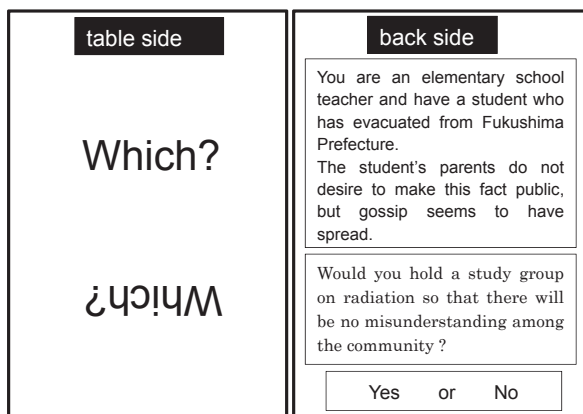 table side
Which?
Which?
back side
You are an elementary school
teacher and have a student who
has evacuated from Fukushima
Prefecture.
The student’s parents do not
desire to make this fact public,
but gossip seems to have
spread.
Would you hold a study group
on radiation so that there will
be no misunderstanding among
the community ?
Yes or No